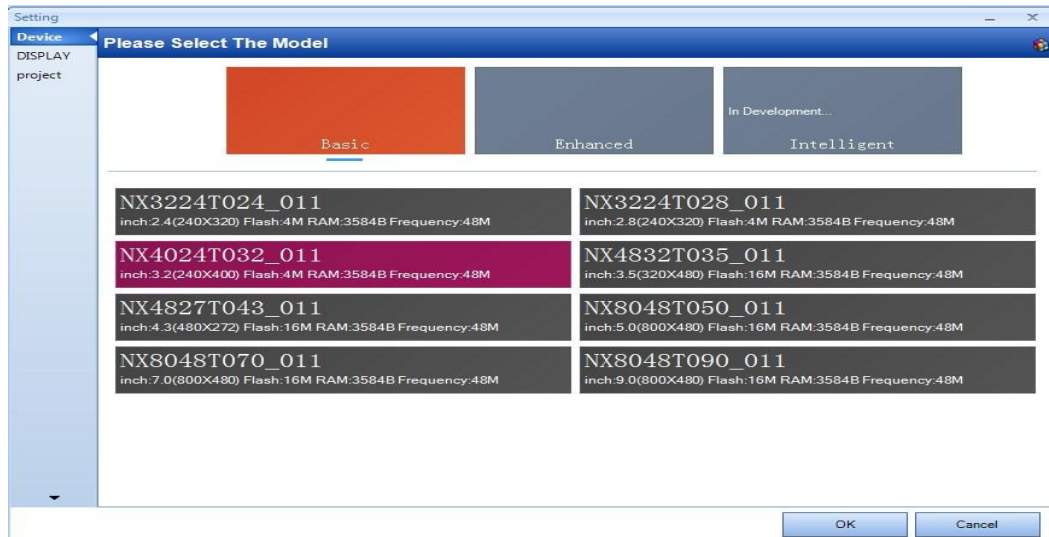 Setting
Device
DISPLAY
project
Please Select The Model
Basic
Enhanced
In Development...
Intelligent
NX3224T024_011
inch:2.4(240X320) Flash:4M RAM:3584B Frequency:48M
NX3224T028_011
inch:2.8(240X320) Flash:4M RAM:3584B Frequency:48M
NX4024T032_011
inch:3.2(240X400) Flash:4M RAM:3584B Frequency:48M
NX4832T035_011
inch:3.5(320X480) Flash:16M RAM:3584B Frequency:48M
NX4827T043_011
inch:4.3(480X272) Flash:16M RAM:3584B Frequency:48M
NX8048T050_011
inch:5.0(800X480) Flash:16M RAM:3584B Frequency:48M
NX8048T070_011
inch:7.0(800X480) Flash:16M RAM:3584B Frequency:48M
NX8048T090_011
inch:9.0(800X480) Flash:16M RAM:3584B Frequency:48M
OK
Cancel